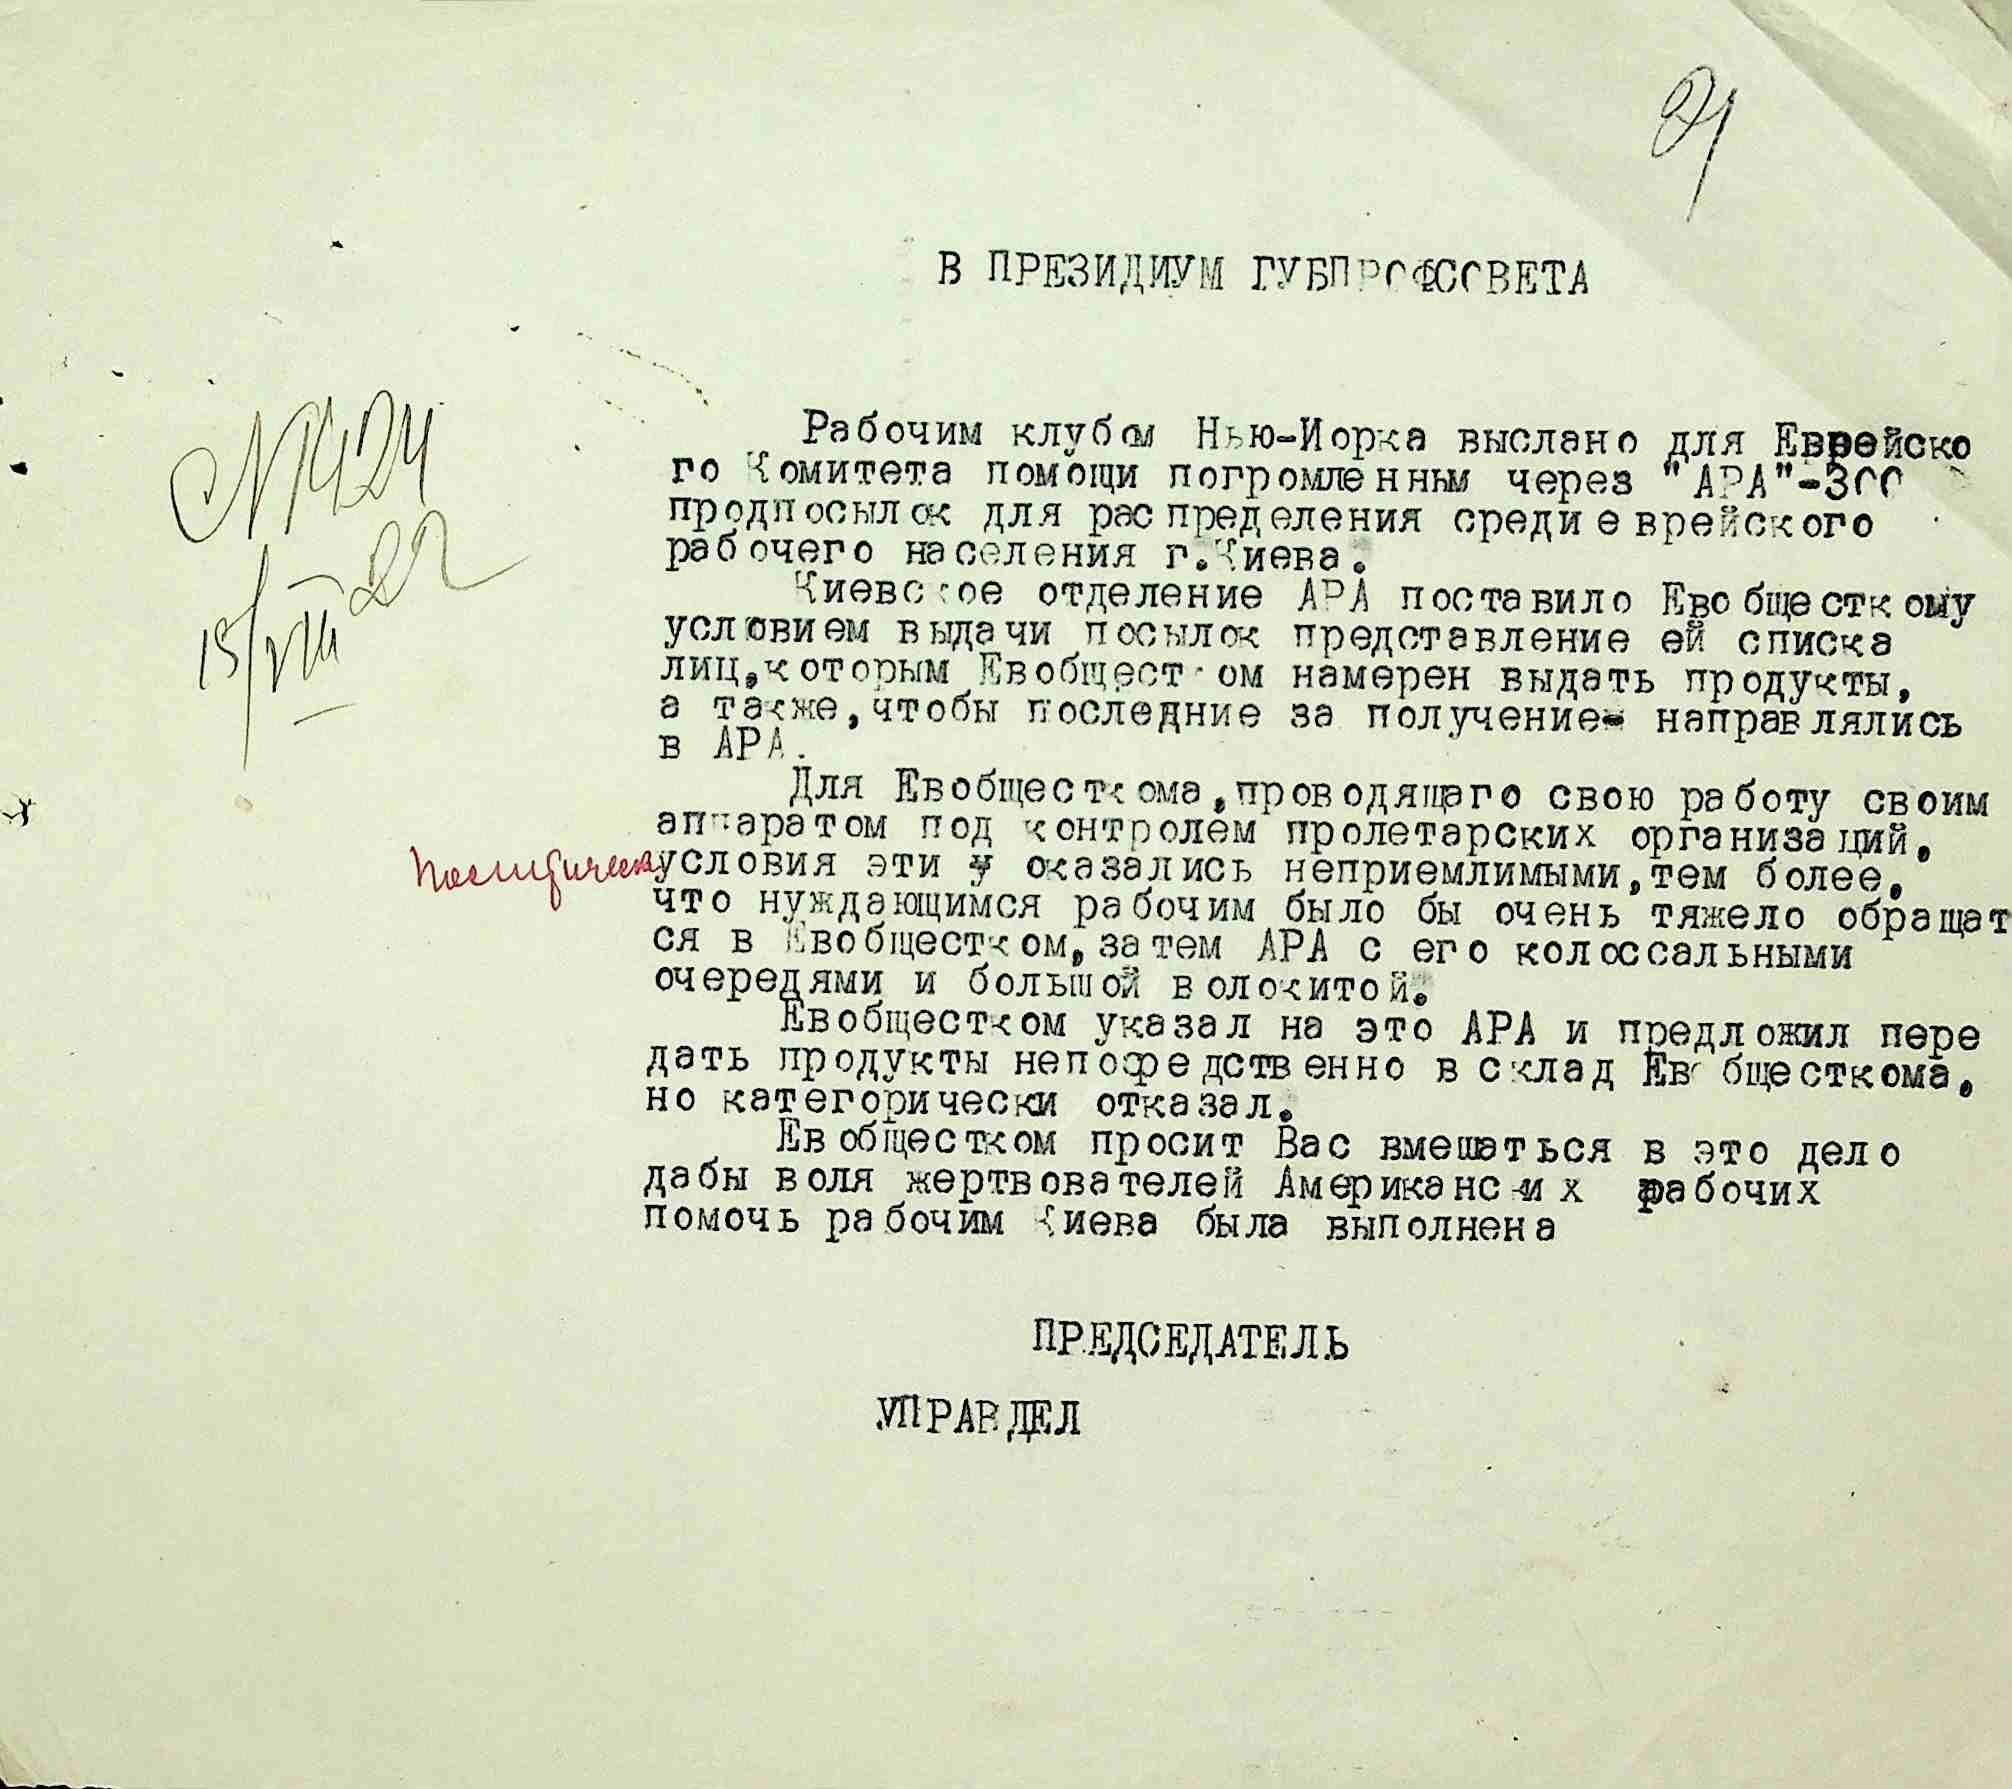 91
В ПРЕЗИДИУМ ГУБПРОФСОВЕТА
№ 1424
15/VIII 22
Рабочим клубом Нью-Иорка выслано для Еврейско
го Комитета помощи погромленным через "АРА"-300
продпосылок для распределения среди еврейского
рабочего населения г.Киева.
Киевское отделение АРА поставило Евобщесткому
условием выдачи посылок представление ей списка
лиц,которым Евобщестком намерен выдать продукты,
а также,чтобы последние за получение направлялись
в АРА.
Для Евобщесткома,проводящаго свою работу своим
аппаратом под контролем пролетарских организаций,
политически условия эти оказались неприемлимыми,тем более,
что нуждающимся рабочим было бы очень тяжело обращат
ся в Евобщестком,затем АРА с его колоссальными
очередями и большой волокитой.
Евобщестком указал на это АРА и предложил пере
дать продукты непосредственно в склад Евобщесткома,
но категорически отказал.
Евобщестком просит Вас вмешаться в это дело
дабы воля жертвователей Американских рабочих
помочь рабочим Киева была выполнена
ПРЕДСЕДАТЕЛЬ
УПРАВДЕЛ